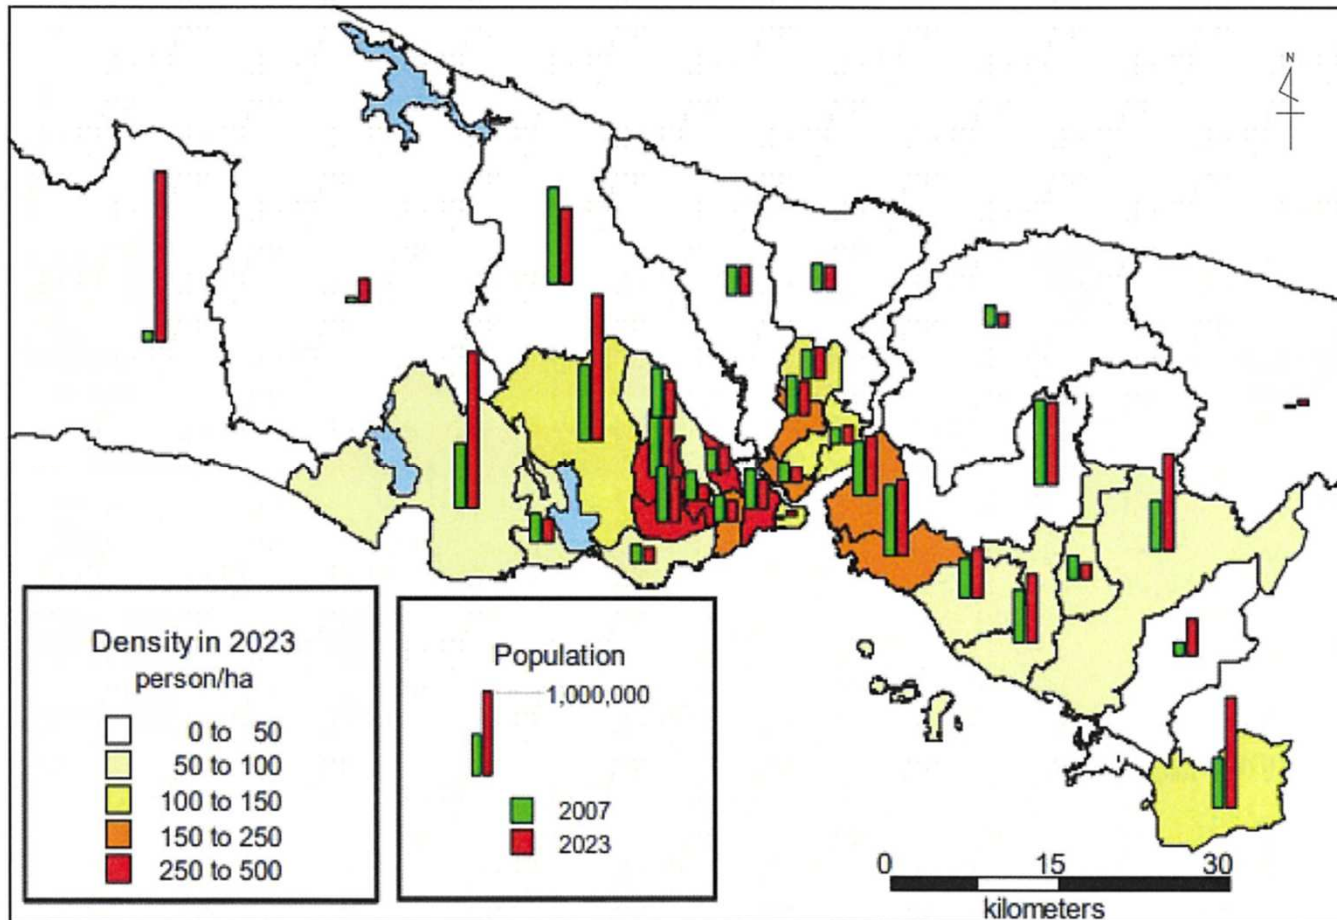 N
Density in 2023
person/ha
0 to 50
50 to 100
100 to 150
150 to 250
250 to 500
Population
1,000,000
2007
2023
0 15 30
kilometers